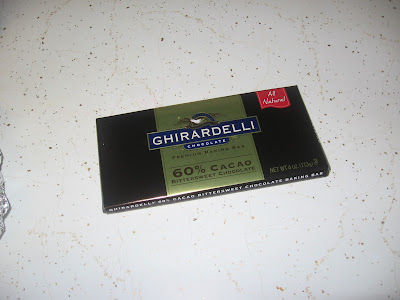 All
Natural
GHIRARDELLI
CHOCOLATE
PREMIUM BAKING BAR
60% CACAO
BITTERSWEET CHOCOLATE
NET WT 4 OZ. (113g)
GHIRARDELLI 60% CACAO BITTERSWEET CHOCOLATE BAKING BAR